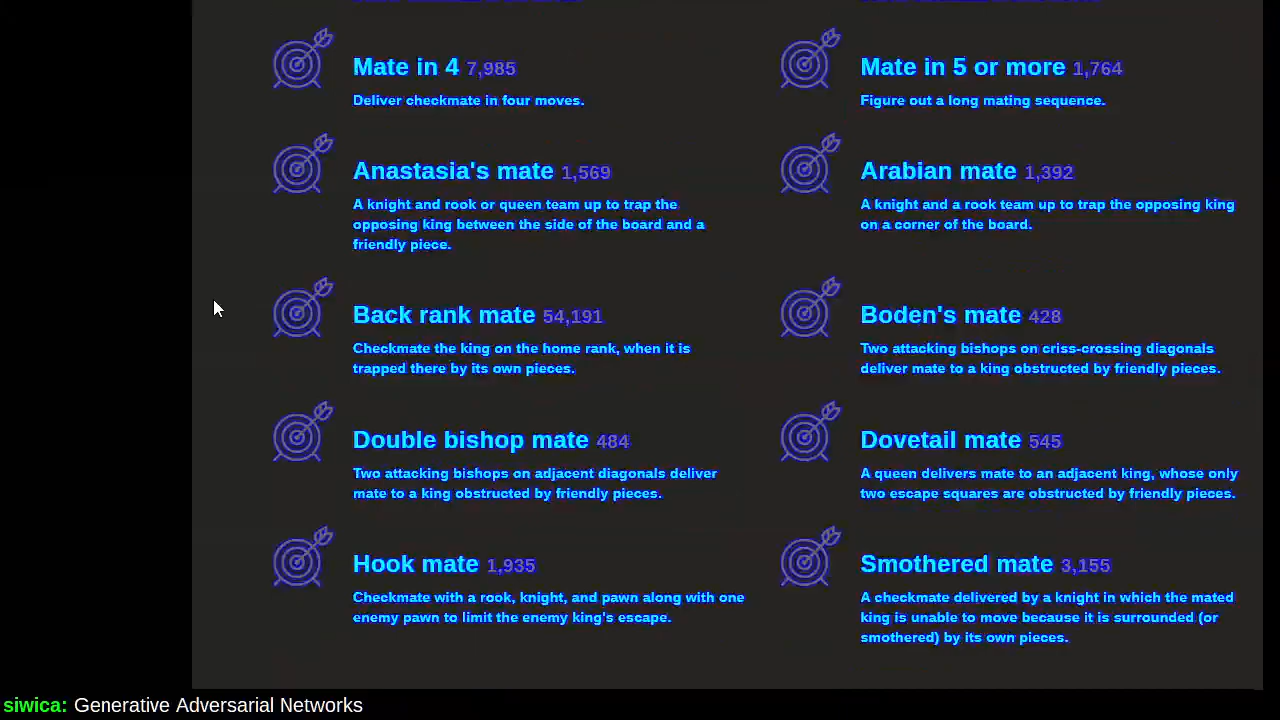 Mate in 4 7,985
Deliver checkmate in four moves.
Mate in 5 or more 1,764
Figure out a long mating sequence.
Anastasia's mate 1,569
A knight and rook or queen team up to trap the
opposing king between the side of the board and a
friendly piece.
Arabian mate 1,392
A knight and a rook team up to trap the opposing king
on a corner of the board.
Back rank mate 54,191
Checkmate the king on the home rank, when it is
trapped there by its own pieces.
Boden's mate 428
Two attacking bishops on criss-crossing diagonals
deliver mate to a king obstructed by friendly pieces.
Double bishop mate 484
Two attacking bishops on adjacent diagonals deliver
mate to a king obstructed by friendly pieces.
Dovetail mate 545
A queen delivers mate to an adjacent king, whose only
two escape squares are obstructed by friendly pieces.
Hook mate 1,935
Checkmate with a rook, knight, and pawn along with one
enemy pawn to limit the enemy king's escape.
Smothered mate 3,155
A checkmate delivered by a knight in which the mated
king is unable to move because it is surrounded (or
smothered) by its own pieces.
siwica: Generative Adversarial Networks